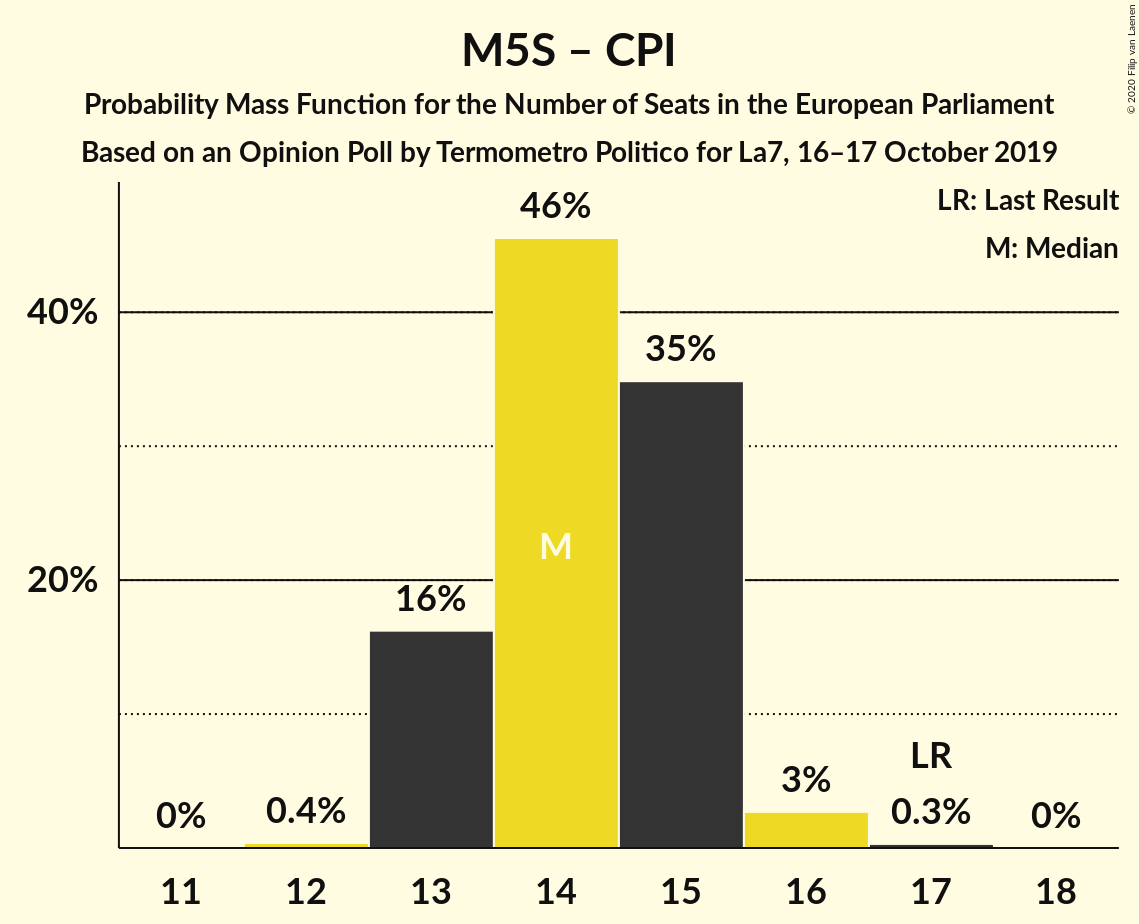 M5S – CPI
Probability Mass Function for the Number of Seats in the European Parliament
Based on an Opinion Poll by Termometro Politico for La7, 16–17 October 2019
© 2020 Filip van Laenen
LR: Last Result
M: Median
46%
40%
35%
M
20%
16%
LR
3%
0%
0.4%
0.3%
0%
11 12 13 14 15 16 17 18